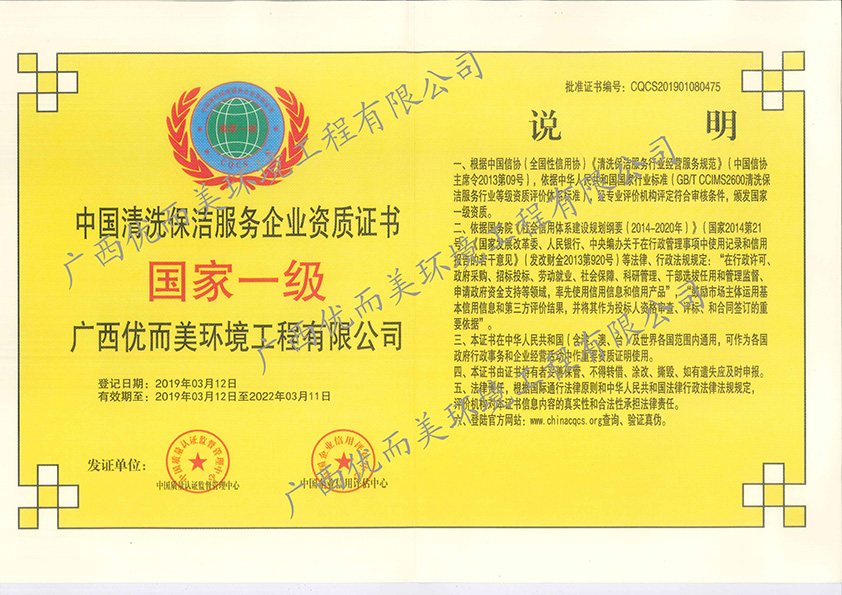 国家一级
CQCS
中国清洗保洁服务企业资质证书
国家一级
广西优而美环境工程有限公司
登记日期：2019年03月12日
有效期至：2019年03月12日至2022年03月11日
发证单位：
中国质量认证监督管理中心
中国质量认证监督管理中心
中国企业信用评估中心
批准证书编号：CQCS201901080475
说 明
一、根据中国信协（全国性信用协）《清洗保洁服务行业经营服务规范》（中国信协
主席令2013第09号），依据中华人民共和国国家行业标准（GB/T CCIMS2600清洗保
洁服务行业等级资质评价体标准），经专业评价机构评定符合审核条件，颁发国家
一级资质。
二、依据国务院《社会信用体系建设规划纲要（2014-2020年）》（国家2014第21
号）《国家发展改革委、人民银行、中央编办关于在行政管理事项中使用记录和信用
报告的若干意见》（发改财金2013第920号）等法律、行政法规规定：“在行政许可、
政府采购、招标投标、劳动就业、社会保障、科研管理、干部选拔任用和管理监督、
申请政府资金支持等领域，率先使用信用信息和信用产品”，“鼓励市场主体运用基
本信用信息和第三方评价结果，并将其作为投标人资格审查、评标、和合同签订的重
要依据”。
三、本证书在中华人民共和国（含港、澳、台）及世界各国范围内通用，可作为各国
政府行政事务和企业经营活动中作重要资质证明使用。
四、本证书由证书持有者妥善保管、不得转借、涂改、撕毁、如有遗失应及时申报。
五、法律责任，根据国际通行法律原则和中华人民共和国法律行政法规规定，
评价机构对本证书信息内容的真实性和合法性承担法律责任。
六、登陆官方网站：www.chinacqcs.org查询、验证真伪。
广西优而美环境工程有限公司
广西优而美环境工程有限公司
广西优而美环境工程有限公司